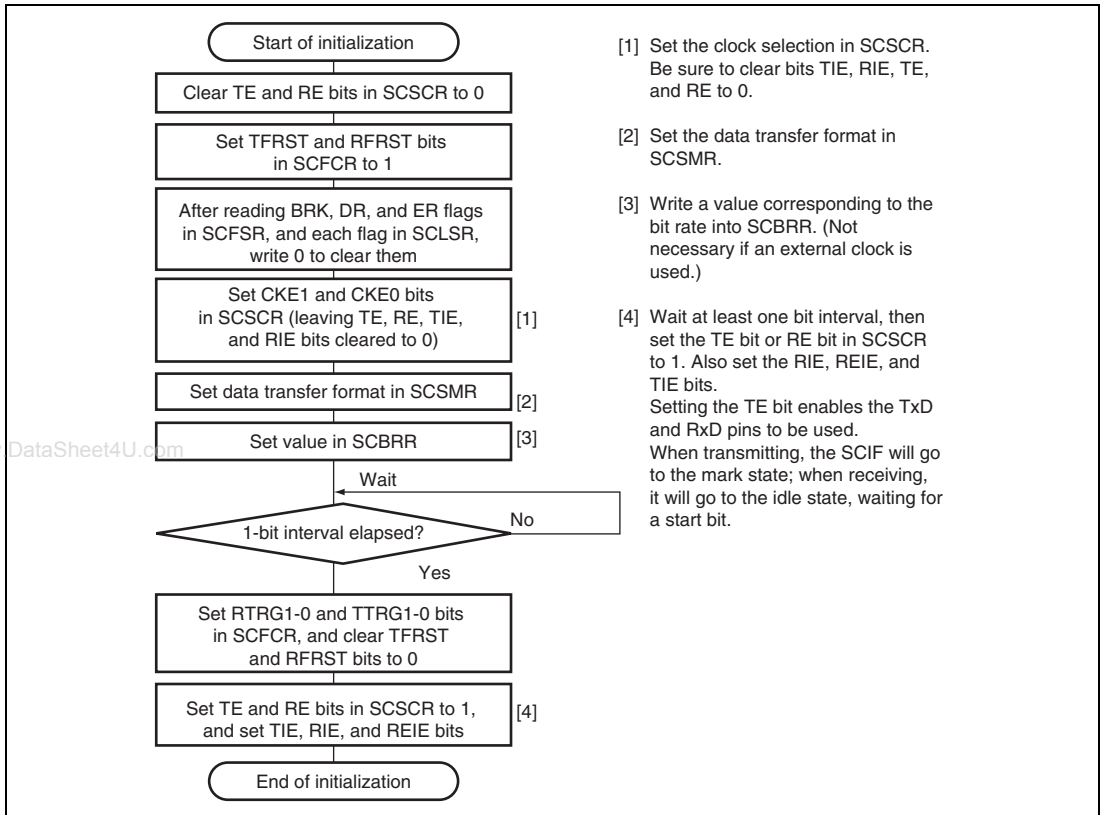 Start of initialization
Clear TE and RE bits in SCSCR to 0
Set TFRST and RFRST bits
in SCFCR to 1
After reading BRK, DR, and ER flags
in SCFSR, and each flag in SCLSR,
write 0 to clear them
Set CKE1 and CKE0 bits
in SCSCR (leaving TE, RE, TIE,
and RIE bits cleared to 0)
[1]
Set data transfer format in SCSMR
[2]
Set value in SCBRR
[3]
Wait
1-bit interval elapsed?
No
Yes
Set RTRG1-0 and TTRG1-0 bits
in SCFCR, and clear TFRST
and RFRST bits to 0
Set TE and RE bits in SCSCR to 1,
and set TIE, RIE, and REIE bits
[4]
End of initialization
[1] Set the clock selection in SCSCR.
Be sure to clear bits TIE, RIE, TE,
and RE to 0.
[2] Set the data transfer format in
SCSMR.
[3] Write a value corresponding to the
bit rate into SCBRR. (Not
necessary if an external clock is
used.)
[4] Wait at least one bit interval, then
set the TE bit or RE bit in SCSCR
to 1. Also set the RIE, REIE, and
TIE bits.
Setting the TE bit enables the TxD
and RxD pins to be used.
When transmitting, the SCIF will go
to the mark state; when receiving,
it will go to the idle state, waiting for
a start bit.
DataSheet4U.com